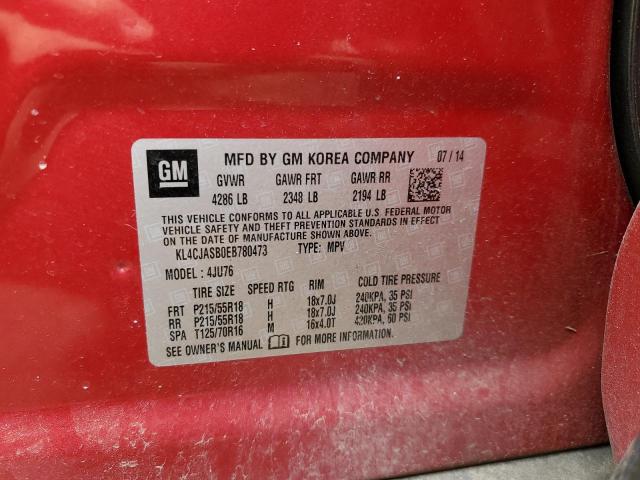 GM
MFD BY GM KOREA COMPANY 07 / 14
GVWR GAWR FRT GAWR RR
4286 LB 2348 LB 2194 LB
THIS VEHICLE CONFORMS TO ALL APPLICABLE U.S. FEDERAL MOTOR
VEHICLE SAFETY AND THEFT PREVENTION STANDARDS IN
EFFECT ON THE DATE OF MANUFACTURE SHOWN ABOVE.
KL4CJASB0EB780473 TYPE: MPV
MODEL : 4JU76
TIRE SIZE SPEED RTG RIM COLD TIRE PRESSURE
FRT P215/55R18 H 18x7.0J 240KPA, 35 PSI
RR P215/55R18 H 18x7.0J 240KPA, 35 PSI
SPA T125/70R16 M 16x4.0T 420KPA, 60 PSI
SEE OWNER'S MANUAL FOR MORE INFORMATION.